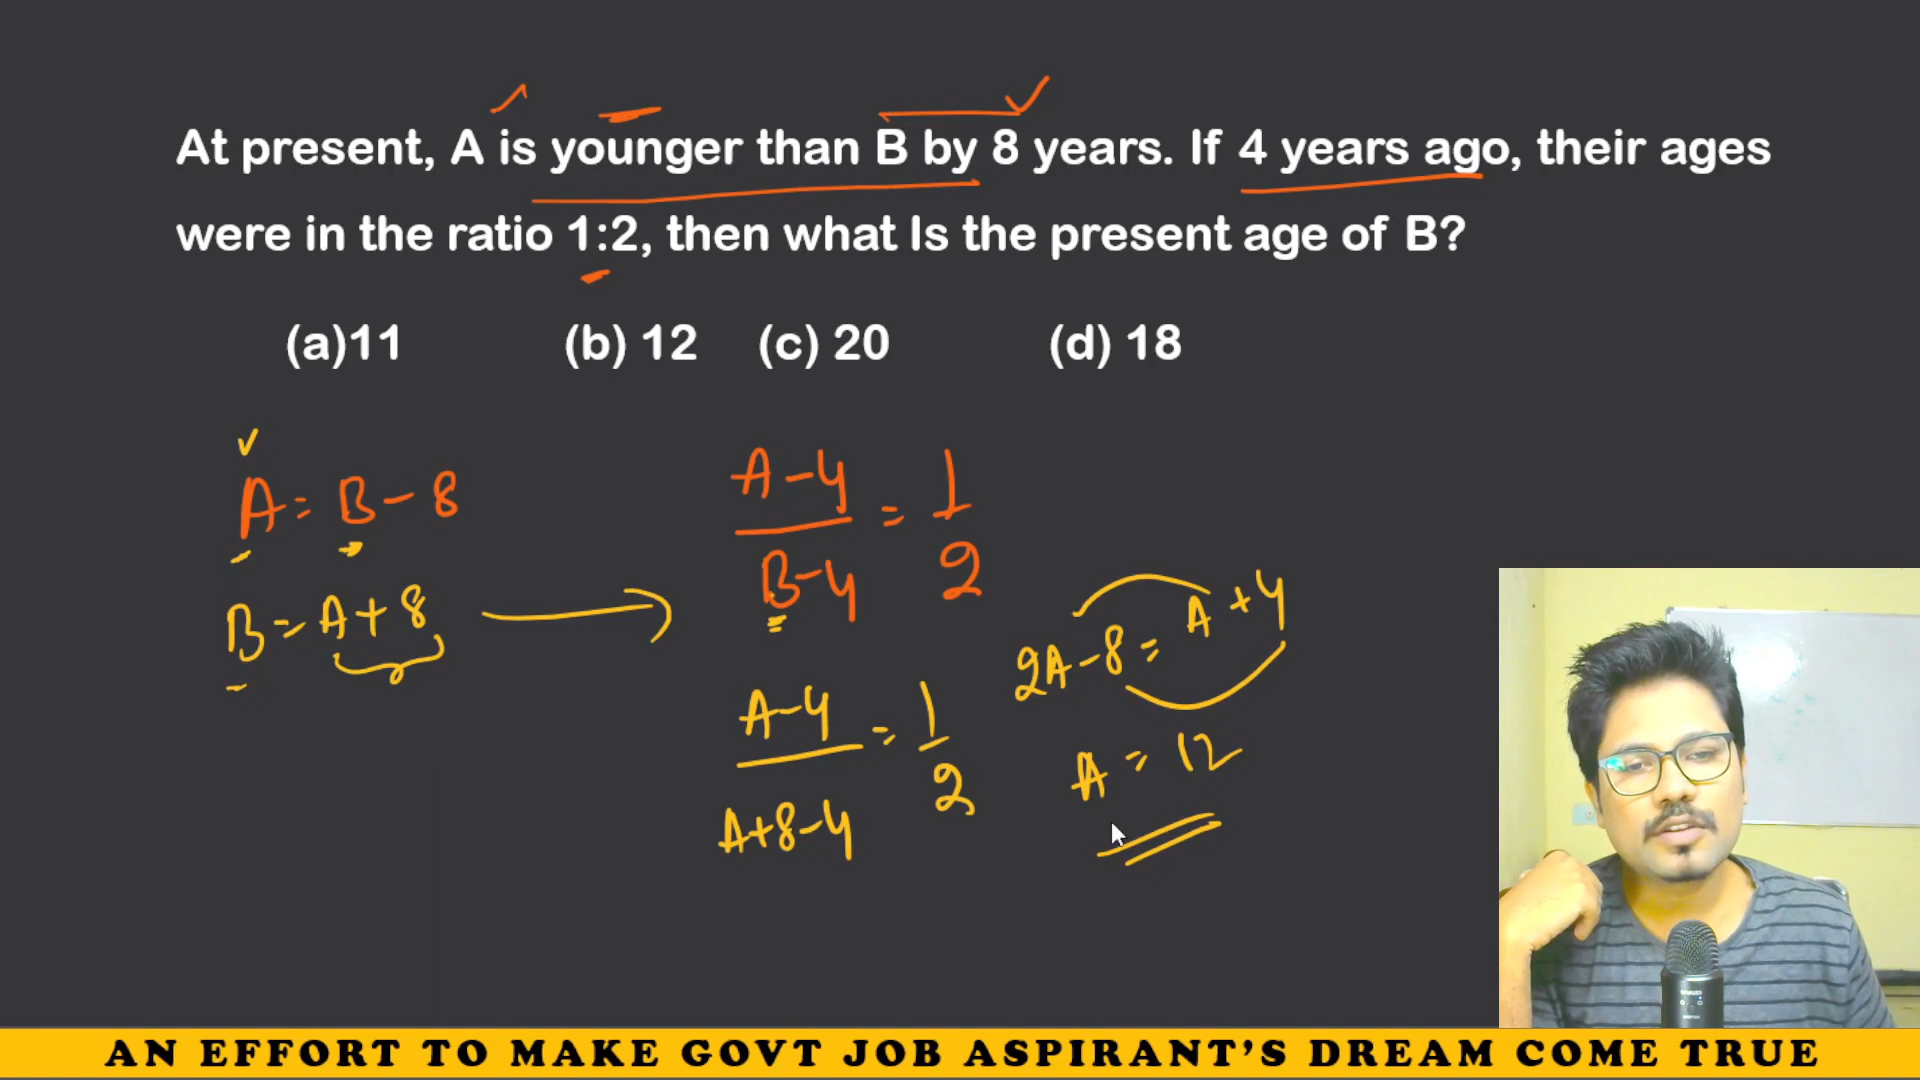 At present, A is younger than B by 8 years. If 4 years ago, their ages
were in the ratio 1:2, then what Is the present age of B?
(a)11 (b) 12 (c) 20 (d) 18
A = B - 8
B = A + 8
A-4
B-4
=
1
2
A-4
A+8-4
=
1
2
2A-8 = A+4
A = 12
AN EFFORT TO MAKE GOVT JOB ASPIRANT’S DREAM COME TRUE